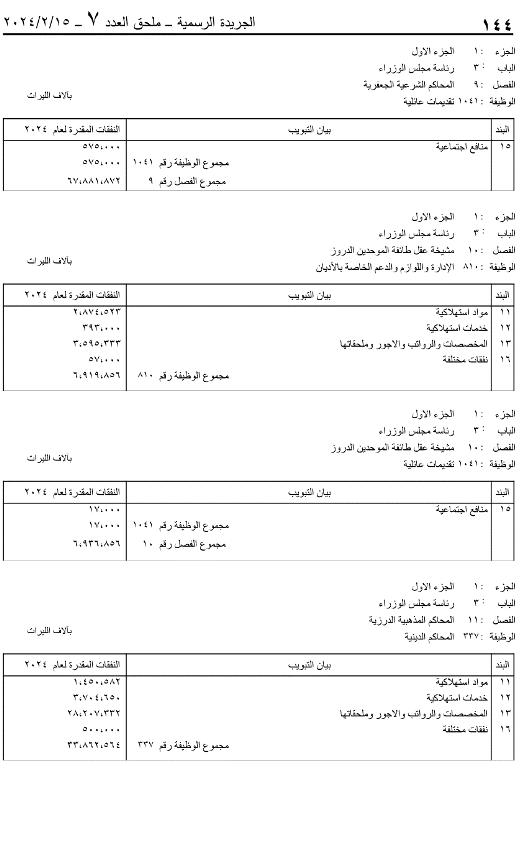 ١٤٤ الجريدة الرسمية ــ ملحق العدد ٧ ــ ٢٠٢٤/٢/١٥
الجزء : ١ الجزء الاول
الباب : ٣ رئاسة مجلس الوزراء
الفصل : ٩ المحاكم الشرعية الجعفرية
الوظيفة : ١٠٤١ تقديمات عائلية
بآلاف الليرات
البند بيان التبويب النفقات المقدرة لعام ٢٠٢٤
١٥ منافع اجتماعية ٥٧٥،٠٠٠
مجموع الوظيفة رقم ١٠٤١ ٥٧٥،٠٠٠
مجموع الفصل رقم ٩ ٦٧،٨٨١،٨٧٢
الجزء : ١ الجزء الاول
الباب : ٣ رئاسة مجلس الوزراء
الفصل : ١٠ مشيخة عقل طائفة الموحدين الدروز
الوظيفة : ٨١٠ الإدارة واللوازم والدعم الخاصة بالأديان
بآلاف الليرات
البند بيان التبويب النفقات المقدرة لعام ٢٠٢٤
١١ مواد استهلاكية ٢،٨٧٤،٥٢٣
١٢ خدمات استهلاكية ٣٩٣،٠٠٠
١٣ المخصصات والرواتب والاجور وملحقاتها ٣،٥٩٥،٣٣٣
١٦ نفقات مختلفة ٥٧،٠٠٠
مجموع الوظيفة رقم ٨١٠ ٦،٩١٩،٨٥٦
الجزء : ١ الجزء الاول
الباب : ٣ رئاسة مجلس الوزراء
الفصل : ١٠ مشيخة عقل طائفة الموحدين الدروز
الوظيفة : ١٠٤١ تقديمات عائلية
بآلاف الليرات
البند بيان التبويب النفقات المقدرة لعام ٢٠٢٤
١٥ منافع اجتماعية ١٧،٠٠٠
مجموع الوظيفة رقم ١٠٤١ ١٧،٠٠٠
مجموع الفصل رقم ١٠ ٦،٩٣٦،٨٥٦
الجزء : ١ الجزء الاول
الباب : ٣ رئاسة مجلس الوزراء
الفصل : ١١ المحاكم المذهبية الدرزية
الوظيفة : ٣٣٧ المحاكم الدينية
بآلاف الليرات
البند بيان التبويب النفقات المقدرة لعام ٢٠٢٤
١١ مواد استهلاكية ١،٤٥٠،٥٨٢
١٢ خدمات استهلاكية ٣،٧٠٤،٦٥٠
١٣ المخصصات والرواتب والاجور وملحقاتها ٢٨،٢٠٧،٣٣٢
١٦ نفقات مختلفة ٥٠٠،٠٠٠
مجموع الوظيفة رقم ٣٣٧ ٣٣،٨٦٢،٥٦٤